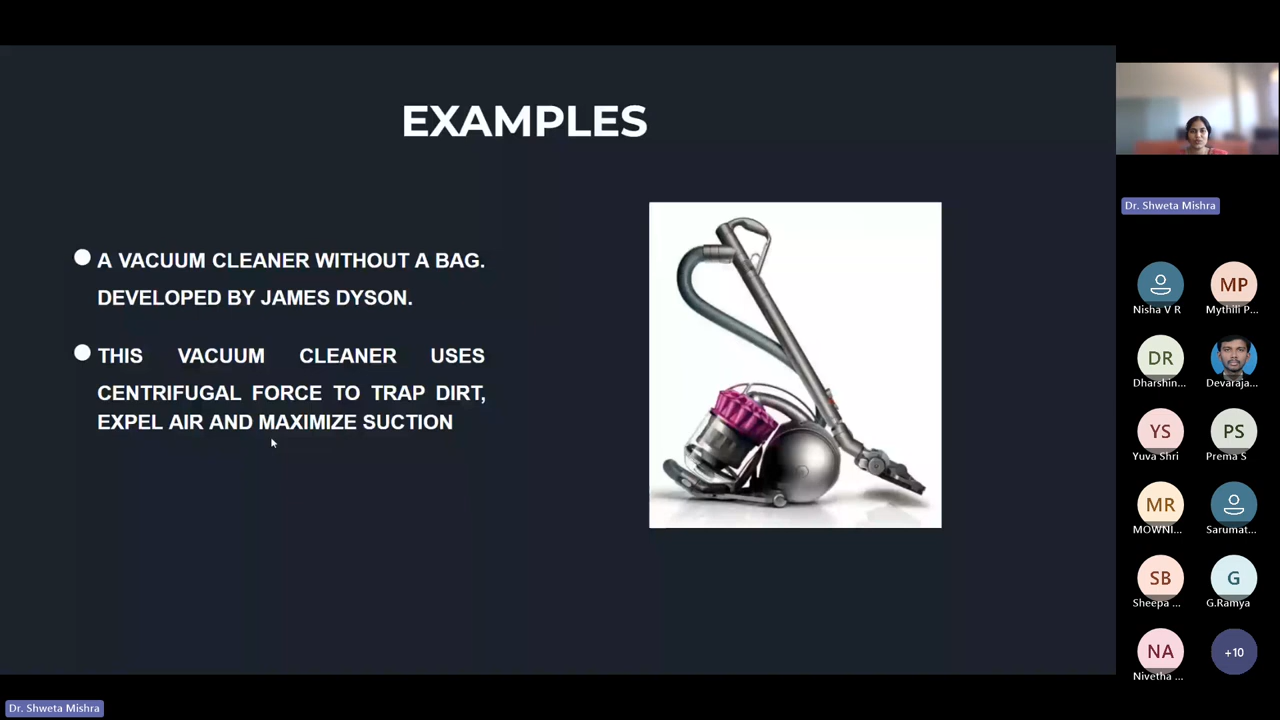 EXAMPLES
A VACUUM CLEANER WITHOUT A BAG.
DEVELOPED BY JAMES DYSON.
THIS VACUUM CLEANER USES
CENTRIFUGAL FORCE TO TRAP DIRT,
EXPEL AIR AND MAXIMIZE SUCTION
Dr. Shweta Mishra
Nisha V R
MP
Mythili P...
DR
Dharshin...
Devaraja...
YS
Yuva Shri
PS
Prema S
MR
MOWNI...
Sarumat...
SB
Sheepa ...
G
G.Ramya
NA
Nivetha ...
+10
Dr. Shweta Mishra